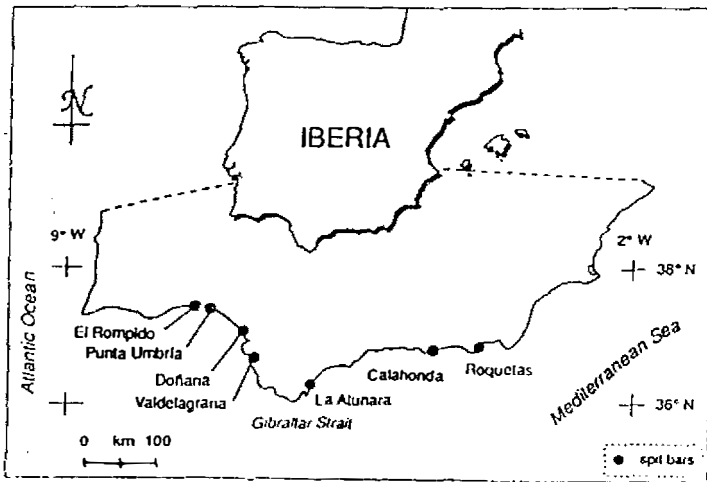 N
IBERIA
9° W
2° W
38° N
Atlantic Ocean
El Rompido
Punta Umbría
Doñana
Valdelagrana
La Atunara
Gibraltar Strait
Calahonda
Roquetas
Mediterranean Sea
36° N
0 km 100
spit bars